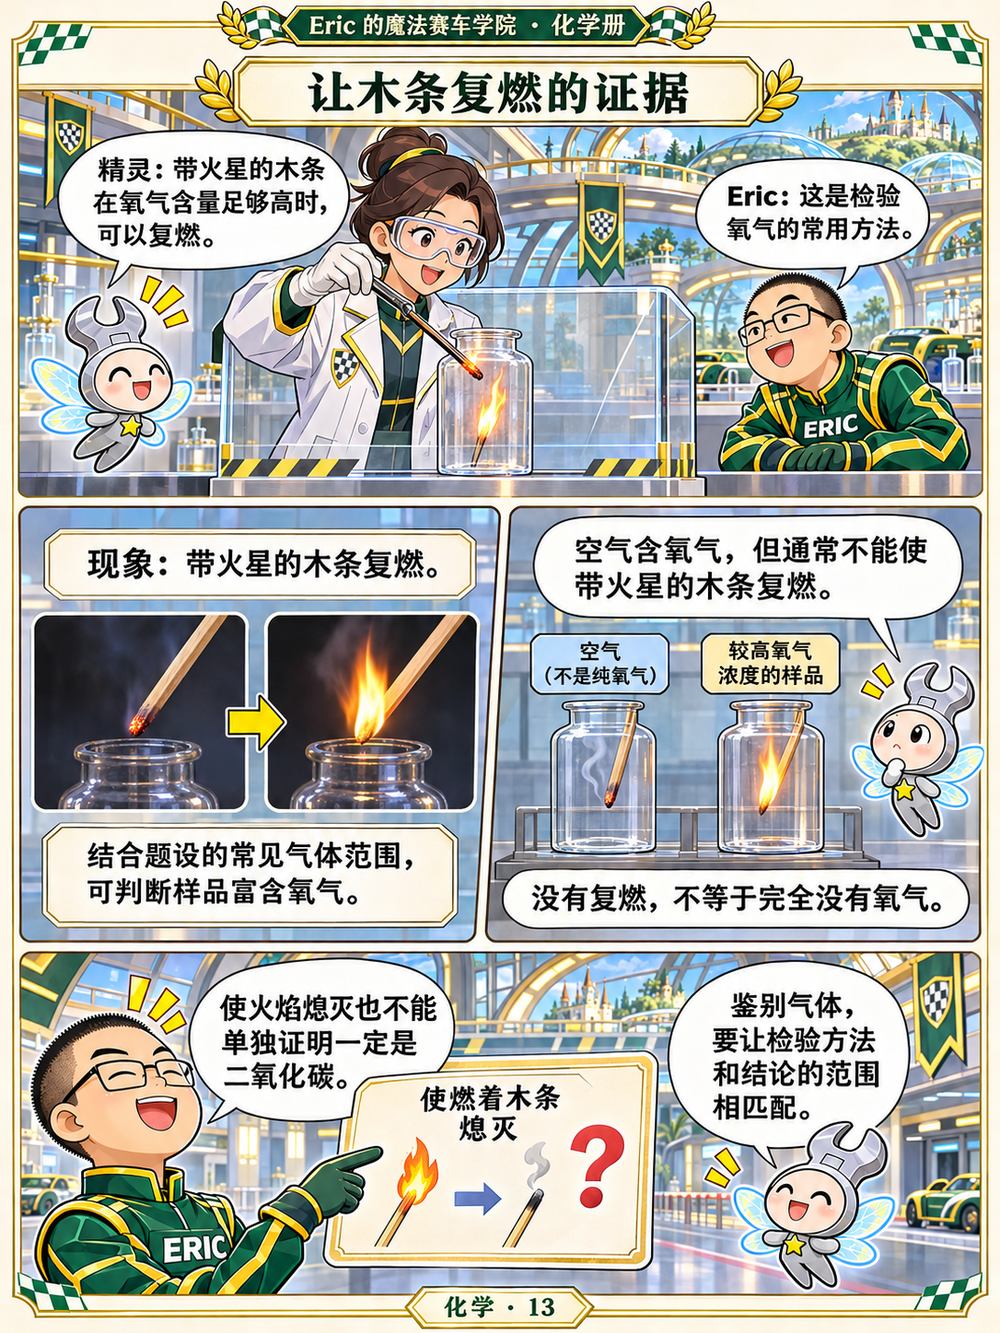 Eric 的魔法赛车学院 · 化学册
让木条复燃的证据
精灵：带火星的木条
在氧气含量足够高时，
可以复燃。
Eric：这是检验
氧气的常用方法。
ERIC
现象：带火星的木条复燃。
结合题设的常见气体范围，
可判断样品富含氧气。
空气含氧气，但通常不能使
带火星的木条复燃。
空气
（不是纯氧气）
较高氧气
浓度的样品
没有复燃，不等于完全没有氧气。
使火焰熄灭也不能
单独证明一定是
二氧化碳。
使燃着木条
熄灭
?
ERIC
鉴别气体，
要让检验方法
和结论的范围
相匹配。
化学 · 13